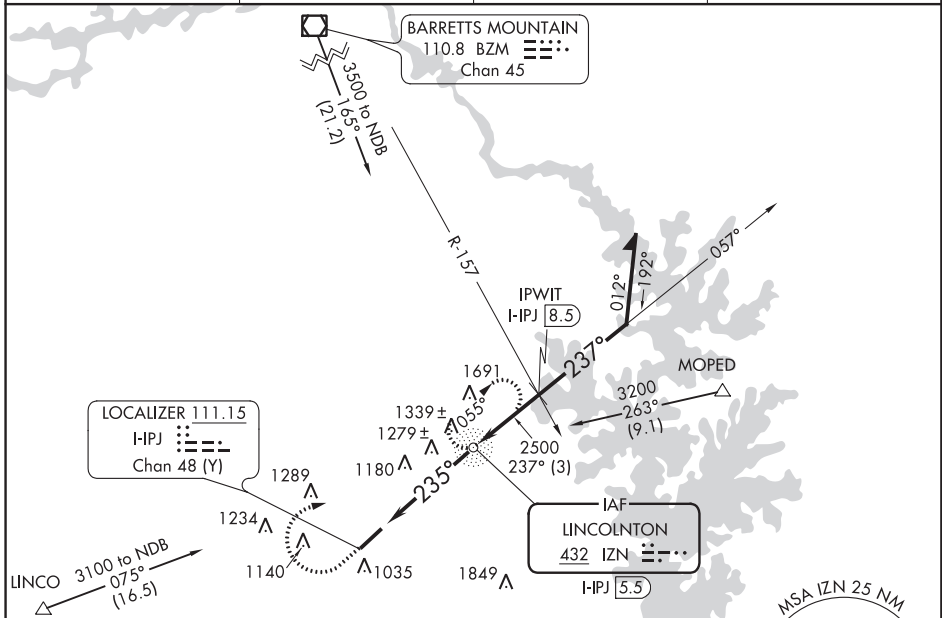 BARRETTS MOUNTAIN
110.8 BZM
Chan 45
3500 to NDB
165°
(21.2)
R-157
057°
012°
192°
IPWIT
I-IPJ 8.5
237°
MOPED
3200
263°
(9.1)
1691
055°
1339 ±
1279 ±
2500
237° (3)
LOCALIZER 111.15
I-IPJ
Chan 48 (Y)
1180
235°
1289
1234
1140
1035
1849
IAF
LINCOLNTON
432 IZN
I-IPJ 5.5
LINCO
3100 to NDB
075°
(16.5)
MSA IZN 25 NM